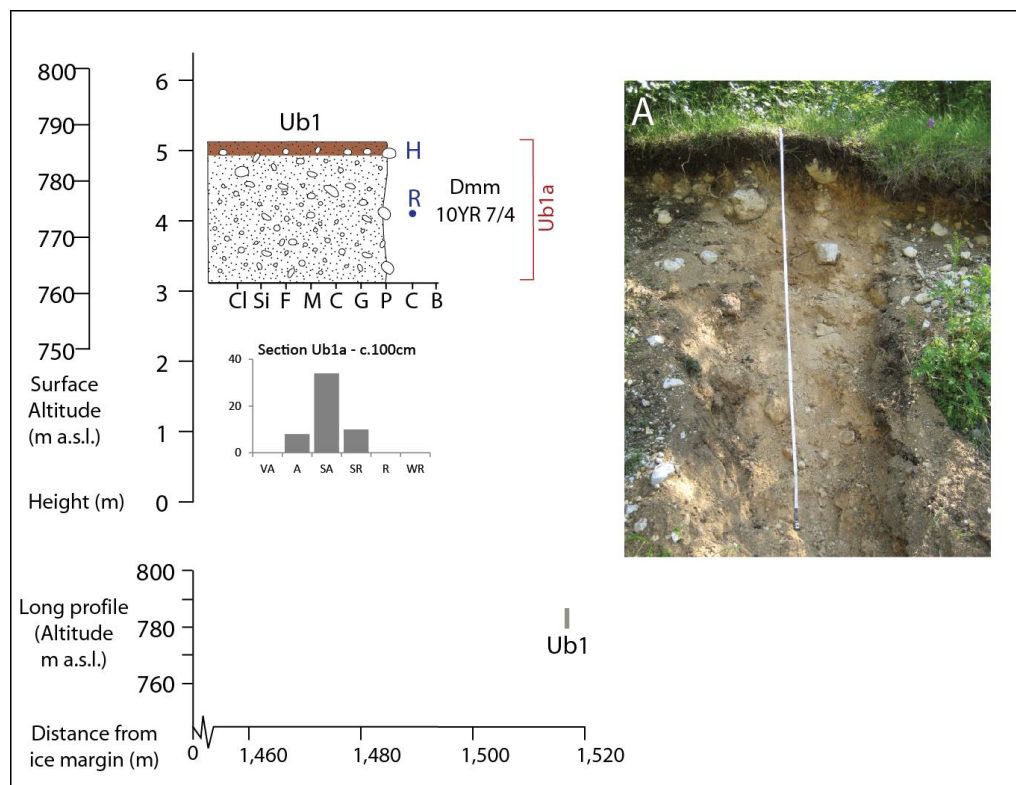 800
790
780
770
760
750
Surface
Altitude
(m a.s.l.)
6
5
4
3
2
1
0
Height (m)
Ub1
H
R
Dmm
10YR 7/4
Ub1a
Cl Si F M C G P C B
Section Ub1a - c.100cm
40
20
0
VA A SA SR R WR
A
800
780
760
Long profile
(Altitude
m a.s.l.)
Ub1
Distance from
ice margin (m)
0 1,460 1,480 1,500 1,520